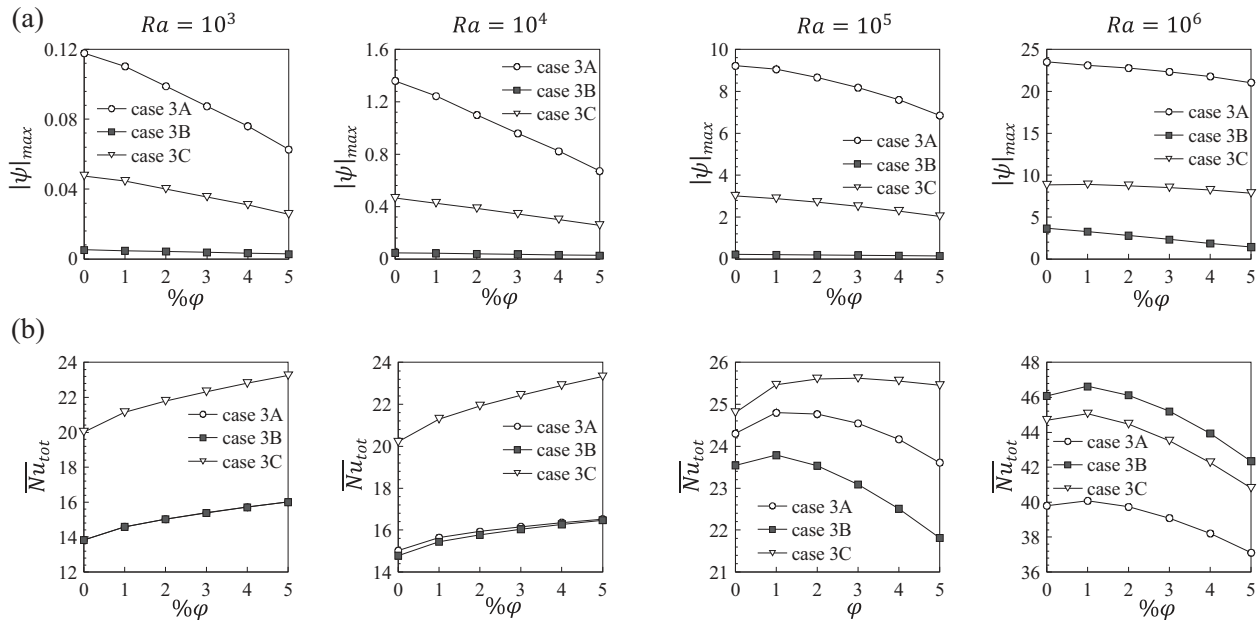 (a)
Ra = 10³
Ra = 10⁴
Ra = 10⁵
Ra = 10⁶
|ψ|max
0.12
0.08
0.04
0
case 3A
case 3B
case 3C
0 1 2 3 4 5
%φ
|ψ|max
1.6
1.2
0.8
0.4
0
case 3A
case 3B
case 3C
0 1 2 3 4 5
%φ
|ψ|max
10
8
6
4
2
0
case 3A
case 3B
case 3C
0 1 2 3 4 5
%φ
|ψ|max
25
20
15
10
5
0
case 3A
case 3B
case 3C
0 1 2 3 4 5
%φ
(b)
N̅u̅tot
24
22
20
18
16
14
12
case 3A
case 3B
case 3C
0 1 2 3 4 5
%φ
N̅u̅tot
24
22
20
18
16
14
case 3A
case 3B
case 3C
0 1 2 3 4 5
%φ
N̅u̅tot
26
25
24
23
22
21
case 3A
case 3B
case 3C
0 1 2 3 4 5
φ
N̅u̅tot
48
46
44
42
40
38
36
case 3A
case 3B
case 3C
0 1 2 3 4 5
%φ